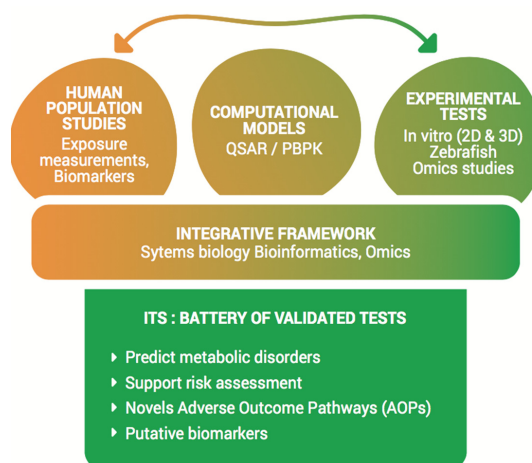 HUMAN
POPULATION
STUDIES
Exposure
measurements,
Biomarkers
COMPUTATIONAL
MODELS
QSAR / PBPK
EXPERIMENTAL
TESTS
In vitro (2D & 3D)
Zebrafish
Omics studies
INTEGRATIVE FRAMEWORK
Sytems biology Bioinformatics, Omics
ITS : BATTERY OF VALIDATED TESTS
Predict metabolic disorders
Support risk assessment
Novels Adverse Outcome Pathways (AOPs)
Putative biomarkers